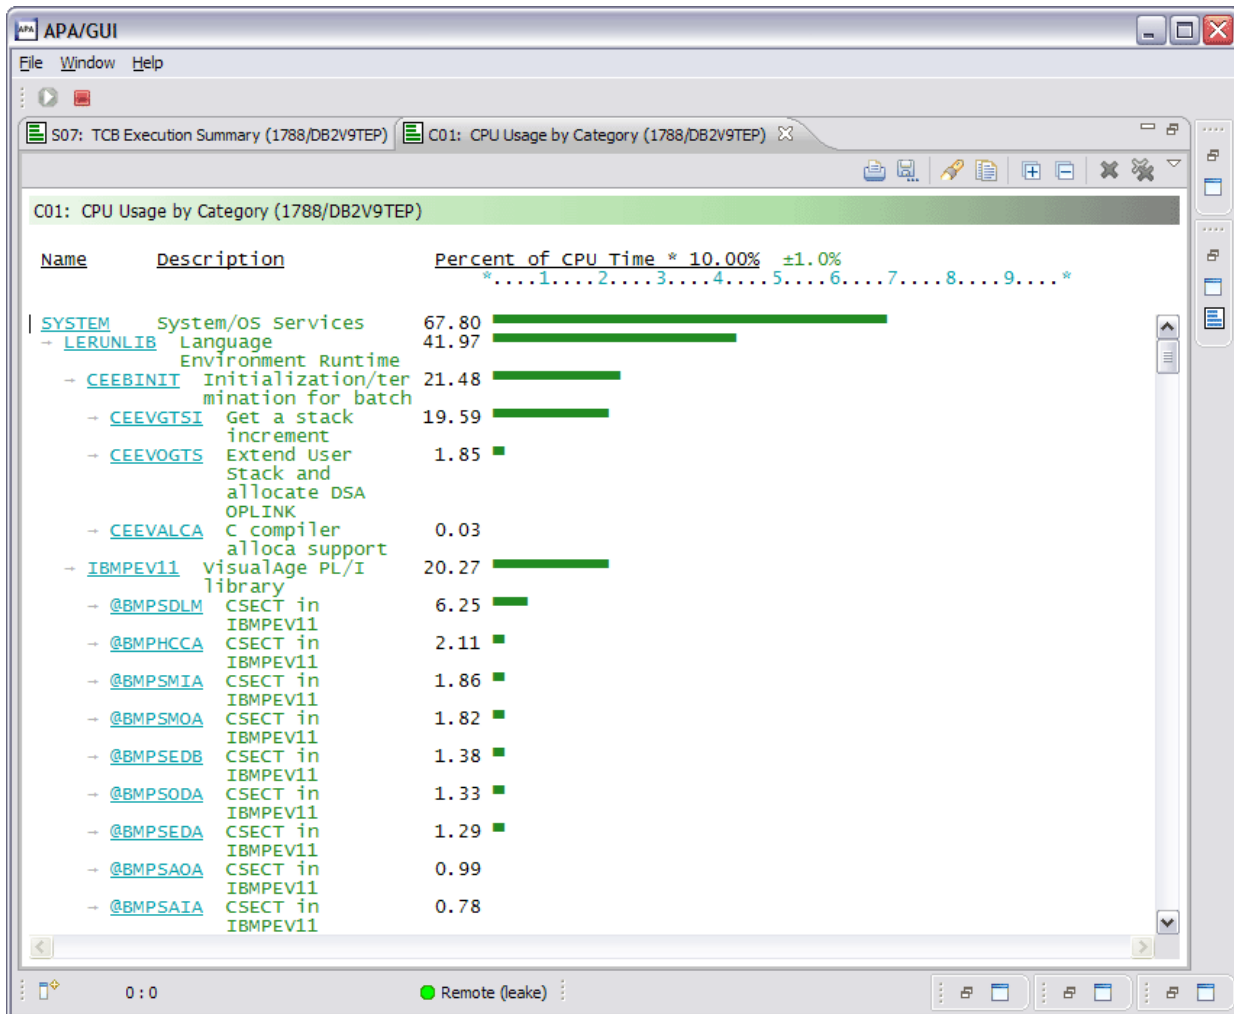 APA APA/GUI
File Window Help
S07: TCB Execution Summary (1788/DB2V9TEP) C01: CPU Usage by Category (1788/DB2V9TEP)
C01: CPU Usage by Category (1788/DB2V9TEP)
Name Description Percent of CPU Time * 10.00% ±1.0%
*....1....2....3....4....5....6....7....8....9....*
SYSTEM System/OS Services 67.80
→ LERUNLIB Language 41.97
Environment Runtime
→ CEEBINIT Initialization/ter 21.48
mination for batch
→ CEEVGTSI Get a stack 19.59
increment
→ CEEVOGTS Extend User 1.85
Stack and
allocate DSA
OPLINK
→ CEEVALCA C compiler 0.03
alloca support
→ IBMPEV11 VisualAge PL/I 20.27
library
→ @BMPSDLM CSECT in 6.25
IBMPEV11
→ @BMPHCCA CSECT in 2.11
IBMPEV11
→ @BMPSMIA CSECT in 1.86
IBMPEV11
→ @BMPSMOA CSECT in 1.82
IBMPEV11
→ @BMPSEDB CSECT in 1.38
IBMPEV11
→ @BMPSODA CSECT in 1.33
IBMPEV11
→ @BMPSEDA CSECT in 1.29
IBMPEV11
→ @BMPSAOA CSECT in 0.99
IBMPEV11
→ @BMPSAIA CSECT in 0.78
IBMPEV11
0 : 0 Remote (leake)